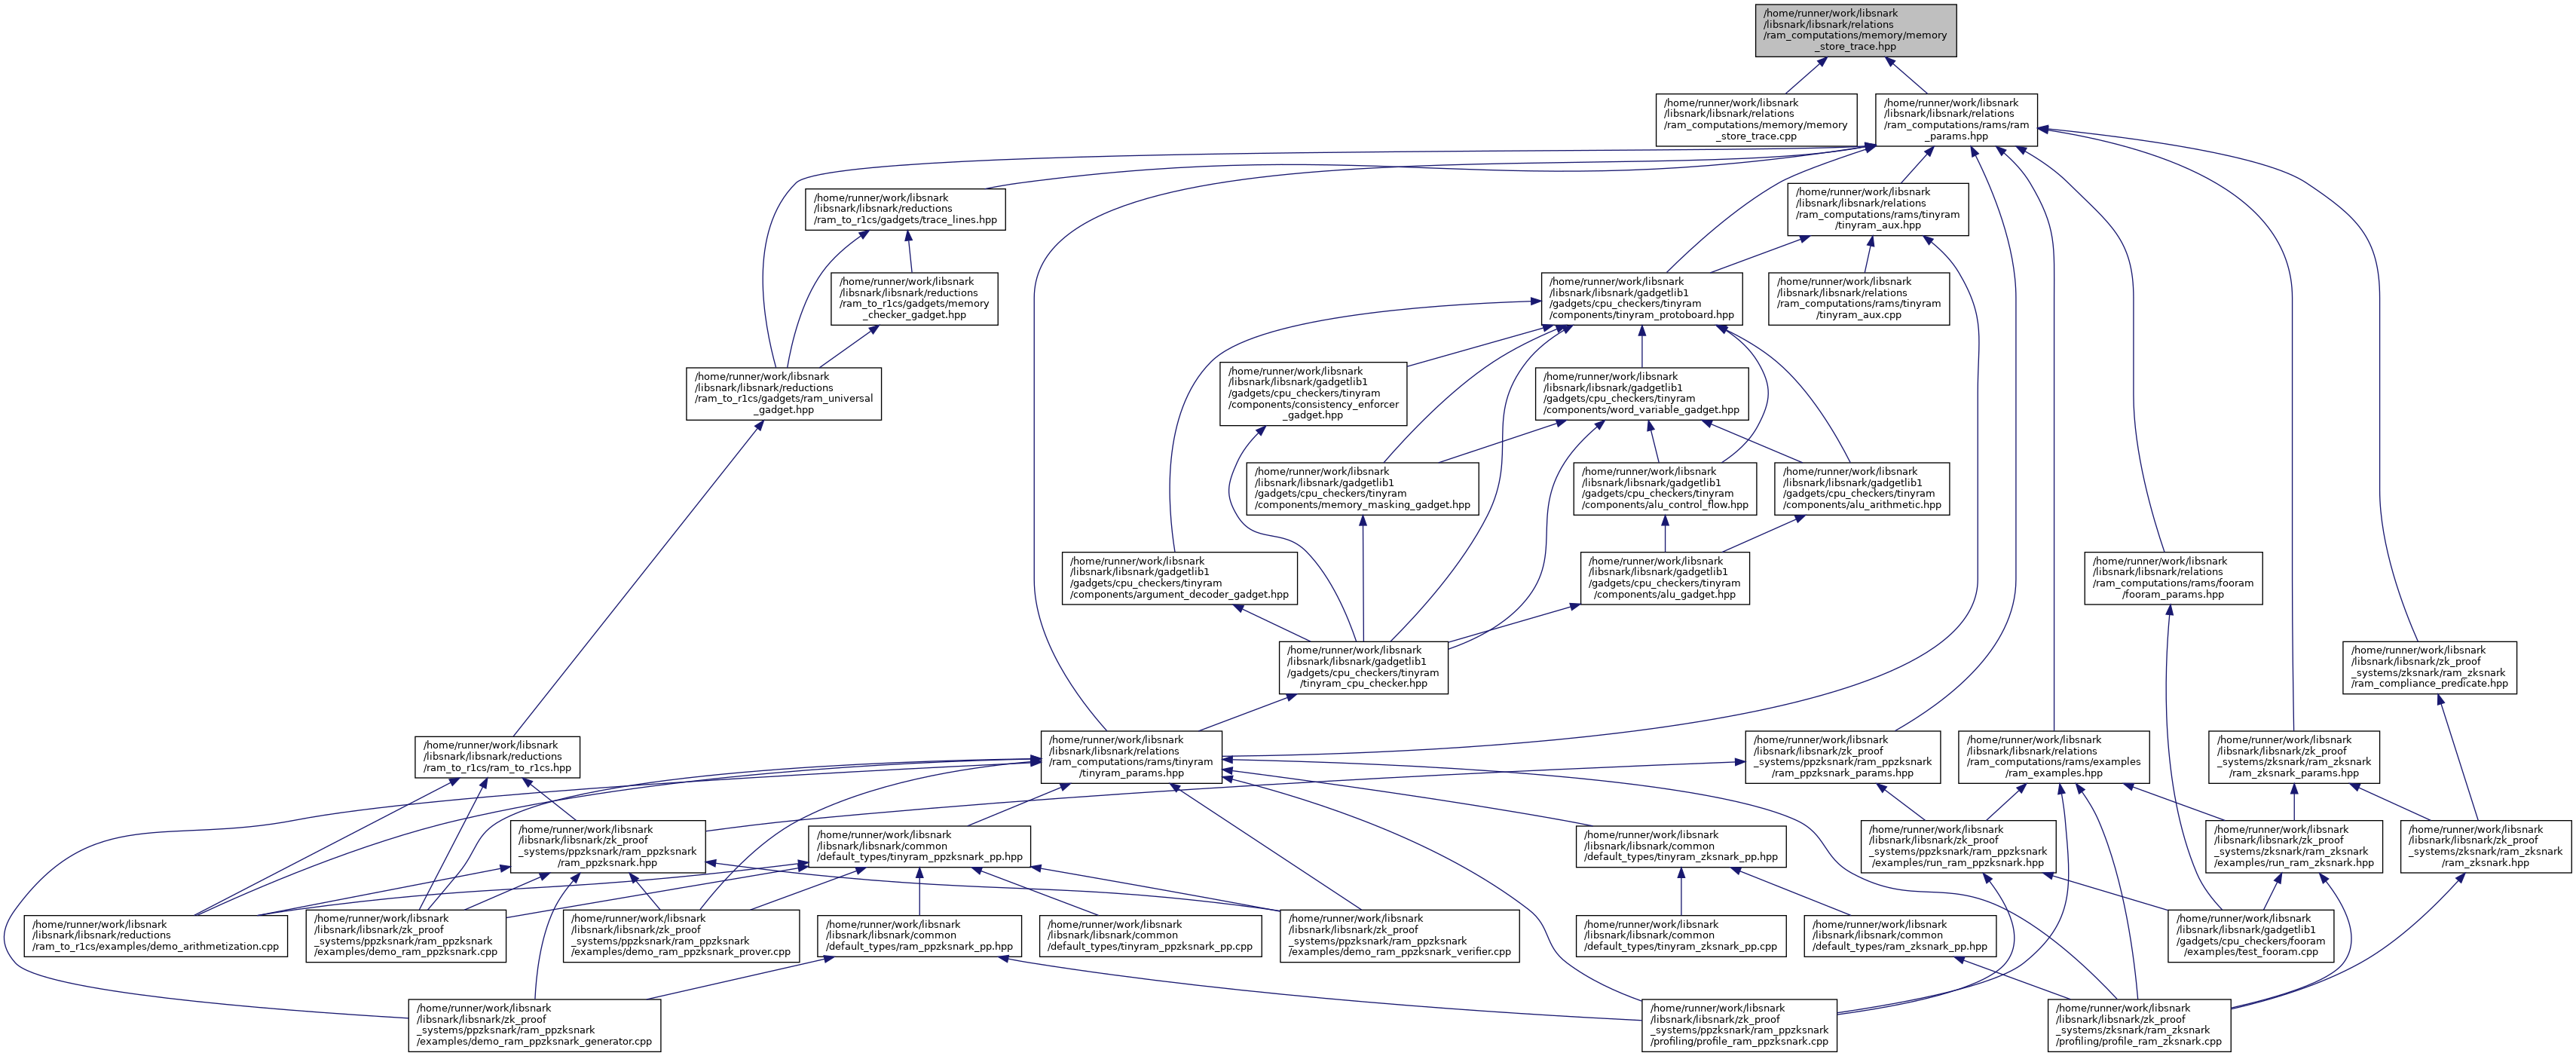 /home/runner/work/libsnark
/libsnark/libsnark/relations
/ram_computations/memory/memory
_store_trace.hpp
/home/runner/work/libsnark
/libsnark/libsnark/relations
/ram_computations/memory/memory
_store_trace.cpp
/home/runner/work/libsnark
/libsnark/libsnark/relations
/ram_computations/rams/ram
_params.hpp
/home/runner/work/libsnark
/libsnark/libsnark/reductions
/ram_to_r1cs/gadgets/trace_lines.hpp
/home/runner/work/libsnark
/libsnark/libsnark/relations
/ram_computations/rams/tinyram
/tinyram_aux.hpp
/home/runner/work/libsnark
/libsnark/libsnark/reductions
/ram_to_r1cs/gadgets/memory
_checker_gadget.hpp
/home/runner/work/libsnark
/libsnark/libsnark/gadgetlib1
/gadgets/cpu_checkers/tinyram
/components/tinyram_protoboard.hpp
/home/runner/work/libsnark
/libsnark/libsnark/relations
/ram_computations/rams/tinyram
/tinyram_aux.cpp
/home/runner/work/libsnark
/libsnark/libsnark/reductions
/ram_to_r1cs/gadgets/ram_universal
_gadget.hpp
/home/runner/work/libsnark
/libsnark/libsnark/gadgetlib1
/gadgets/cpu_checkers/tinyram
/components/consistency_enforcer
_gadget.hpp
/home/runner/work/libsnark
/libsnark/libsnark/gadgetlib1
/gadgets/cpu_checkers/tinyram
/components/word_variable_gadget.hpp
/home/runner/work/libsnark
/libsnark/libsnark/gadgetlib1
/gadgets/cpu_checkers/tinyram
/components/memory_masking_gadget.hpp
/home/runner/work/libsnark
/libsnark/libsnark/gadgetlib1
/gadgets/cpu_checkers/tinyram
/components/alu_control_flow.hpp
/home/runner/work/libsnark
/libsnark/libsnark/gadgetlib1
/gadgets/cpu_checkers/tinyram
/components/alu_arithmetic.hpp
/home/runner/work/libsnark
/libsnark/libsnark/gadgetlib1
/gadgets/cpu_checkers/tinyram
/components/argument_decoder_gadget.hpp
/home/runner/work/libsnark
/libsnark/libsnark/gadgetlib1
/gadgets/cpu_checkers/tinyram
/components/alu_gadget.hpp
/home/runner/work/libsnark
/libsnark/libsnark/relations
/ram_computations/rams/fooram
/fooram_params.hpp
/home/runner/work/libsnark
/libsnark/libsnark/gadgetlib1
/gadgets/cpu_checkers/tinyram
/tinyram_cpu_checker.hpp
/home/runner/work/libsnark
/libsnark/libsnark/zk_proof
_systems/zksnark/ram_zksnark
/ram_compliance_predicate.hpp
/home/runner/work/libsnark
/libsnark/libsnark/reductions
/ram_to_r1cs/ram_to_r1cs.hpp
/home/runner/work/libsnark
/libsnark/libsnark/relations
/ram_computations/rams/tinyram
/tinyram_params.hpp
/home/runner/work/libsnark
/libsnark/libsnark/zk_proof
_systems/ppzksnark/ram_ppzksnark
/ram_ppzksnark_params.hpp
/home/runner/work/libsnark
/libsnark/libsnark/relations
/ram_computations/rams/examples
/ram_examples.hpp
/home/runner/work/libsnark
/libsnark/libsnark/zk_proof
_systems/zksnark/ram_zksnark
/ram_zksnark_params.hpp
/home/runner/work/libsnark
/libsnark/libsnark/zk_proof
_systems/ppzksnark/ram_ppzksnark
/ram_ppzksnark.hpp
/home/runner/work/libsnark
/libsnark/libsnark/common
/default_types/tinyram_ppzksnark_pp.hpp
/home/runner/work/libsnark
/libsnark/libsnark/common
/default_types/tinyram_zksnark_pp.hpp
/home/runner/work/libsnark
/libsnark/libsnark/zk_proof
_systems/ppzksnark/ram_ppzksnark
/examples/run_ram_ppzksnark.hpp
/home/runner/work/libsnark
/libsnark/libsnark/zk_proof
_systems/zksnark/ram_zksnark
/examples/run_ram_zksnark.hpp
/home/runner/work/libsnark
/libsnark/libsnark/zk_proof
_systems/zksnark/ram_zksnark
/ram_zksnark.hpp
/home/runner/work/libsnark
/libsnark/libsnark/reductions
/ram_to_r1cs/examples/demo_arithmetization.cpp
/home/runner/work/libsnark
/libsnark/libsnark/zk_proof
_systems/ppzksnark/ram_ppzksnark
/examples/demo_ram_ppzksnark.cpp
/home/runner/work/libsnark
/libsnark/libsnark/zk_proof
_systems/ppzksnark/ram_ppzksnark
/examples/demo_ram_ppzksnark_prover.cpp
/home/runner/work/libsnark
/libsnark/libsnark/common
/default_types/ram_ppzksnark_pp.hpp
/home/runner/work/libsnark
/libsnark/libsnark/common
/default_types/tinyram_ppzksnark_pp.cpp
/home/runner/work/libsnark
/libsnark/libsnark/zk_proof
_systems/ppzksnark/ram_ppzksnark
/examples/demo_ram_ppzksnark_verifier.cpp
/home/runner/work/libsnark
/libsnark/libsnark/common
/default_types/tinyram_zksnark_pp.cpp
/home/runner/work/libsnark
/libsnark/libsnark/common
/default_types/ram_zksnark_pp.hpp
/home/runner/work/libsnark
/libsnark/libsnark/gadgetlib1
/gadgets/cpu_checkers/fooram
/examples/test_fooram.cpp
/home/runner/work/libsnark
/libsnark/libsnark/zk_proof
_systems/ppzksnark/ram_ppzksnark
/examples/demo_ram_ppzksnark_generator.cpp
/home/runner/work/libsnark
/libsnark/libsnark/zk_proof
_systems/ppzksnark/ram_ppzksnark
/profiling/profile_ram_ppzksnark.cpp
/home/runner/work/libsnark
/libsnark/libsnark/zk_proof
_systems/zksnark/ram_zksnark
/profiling/profile_ram_zksnark.cpp